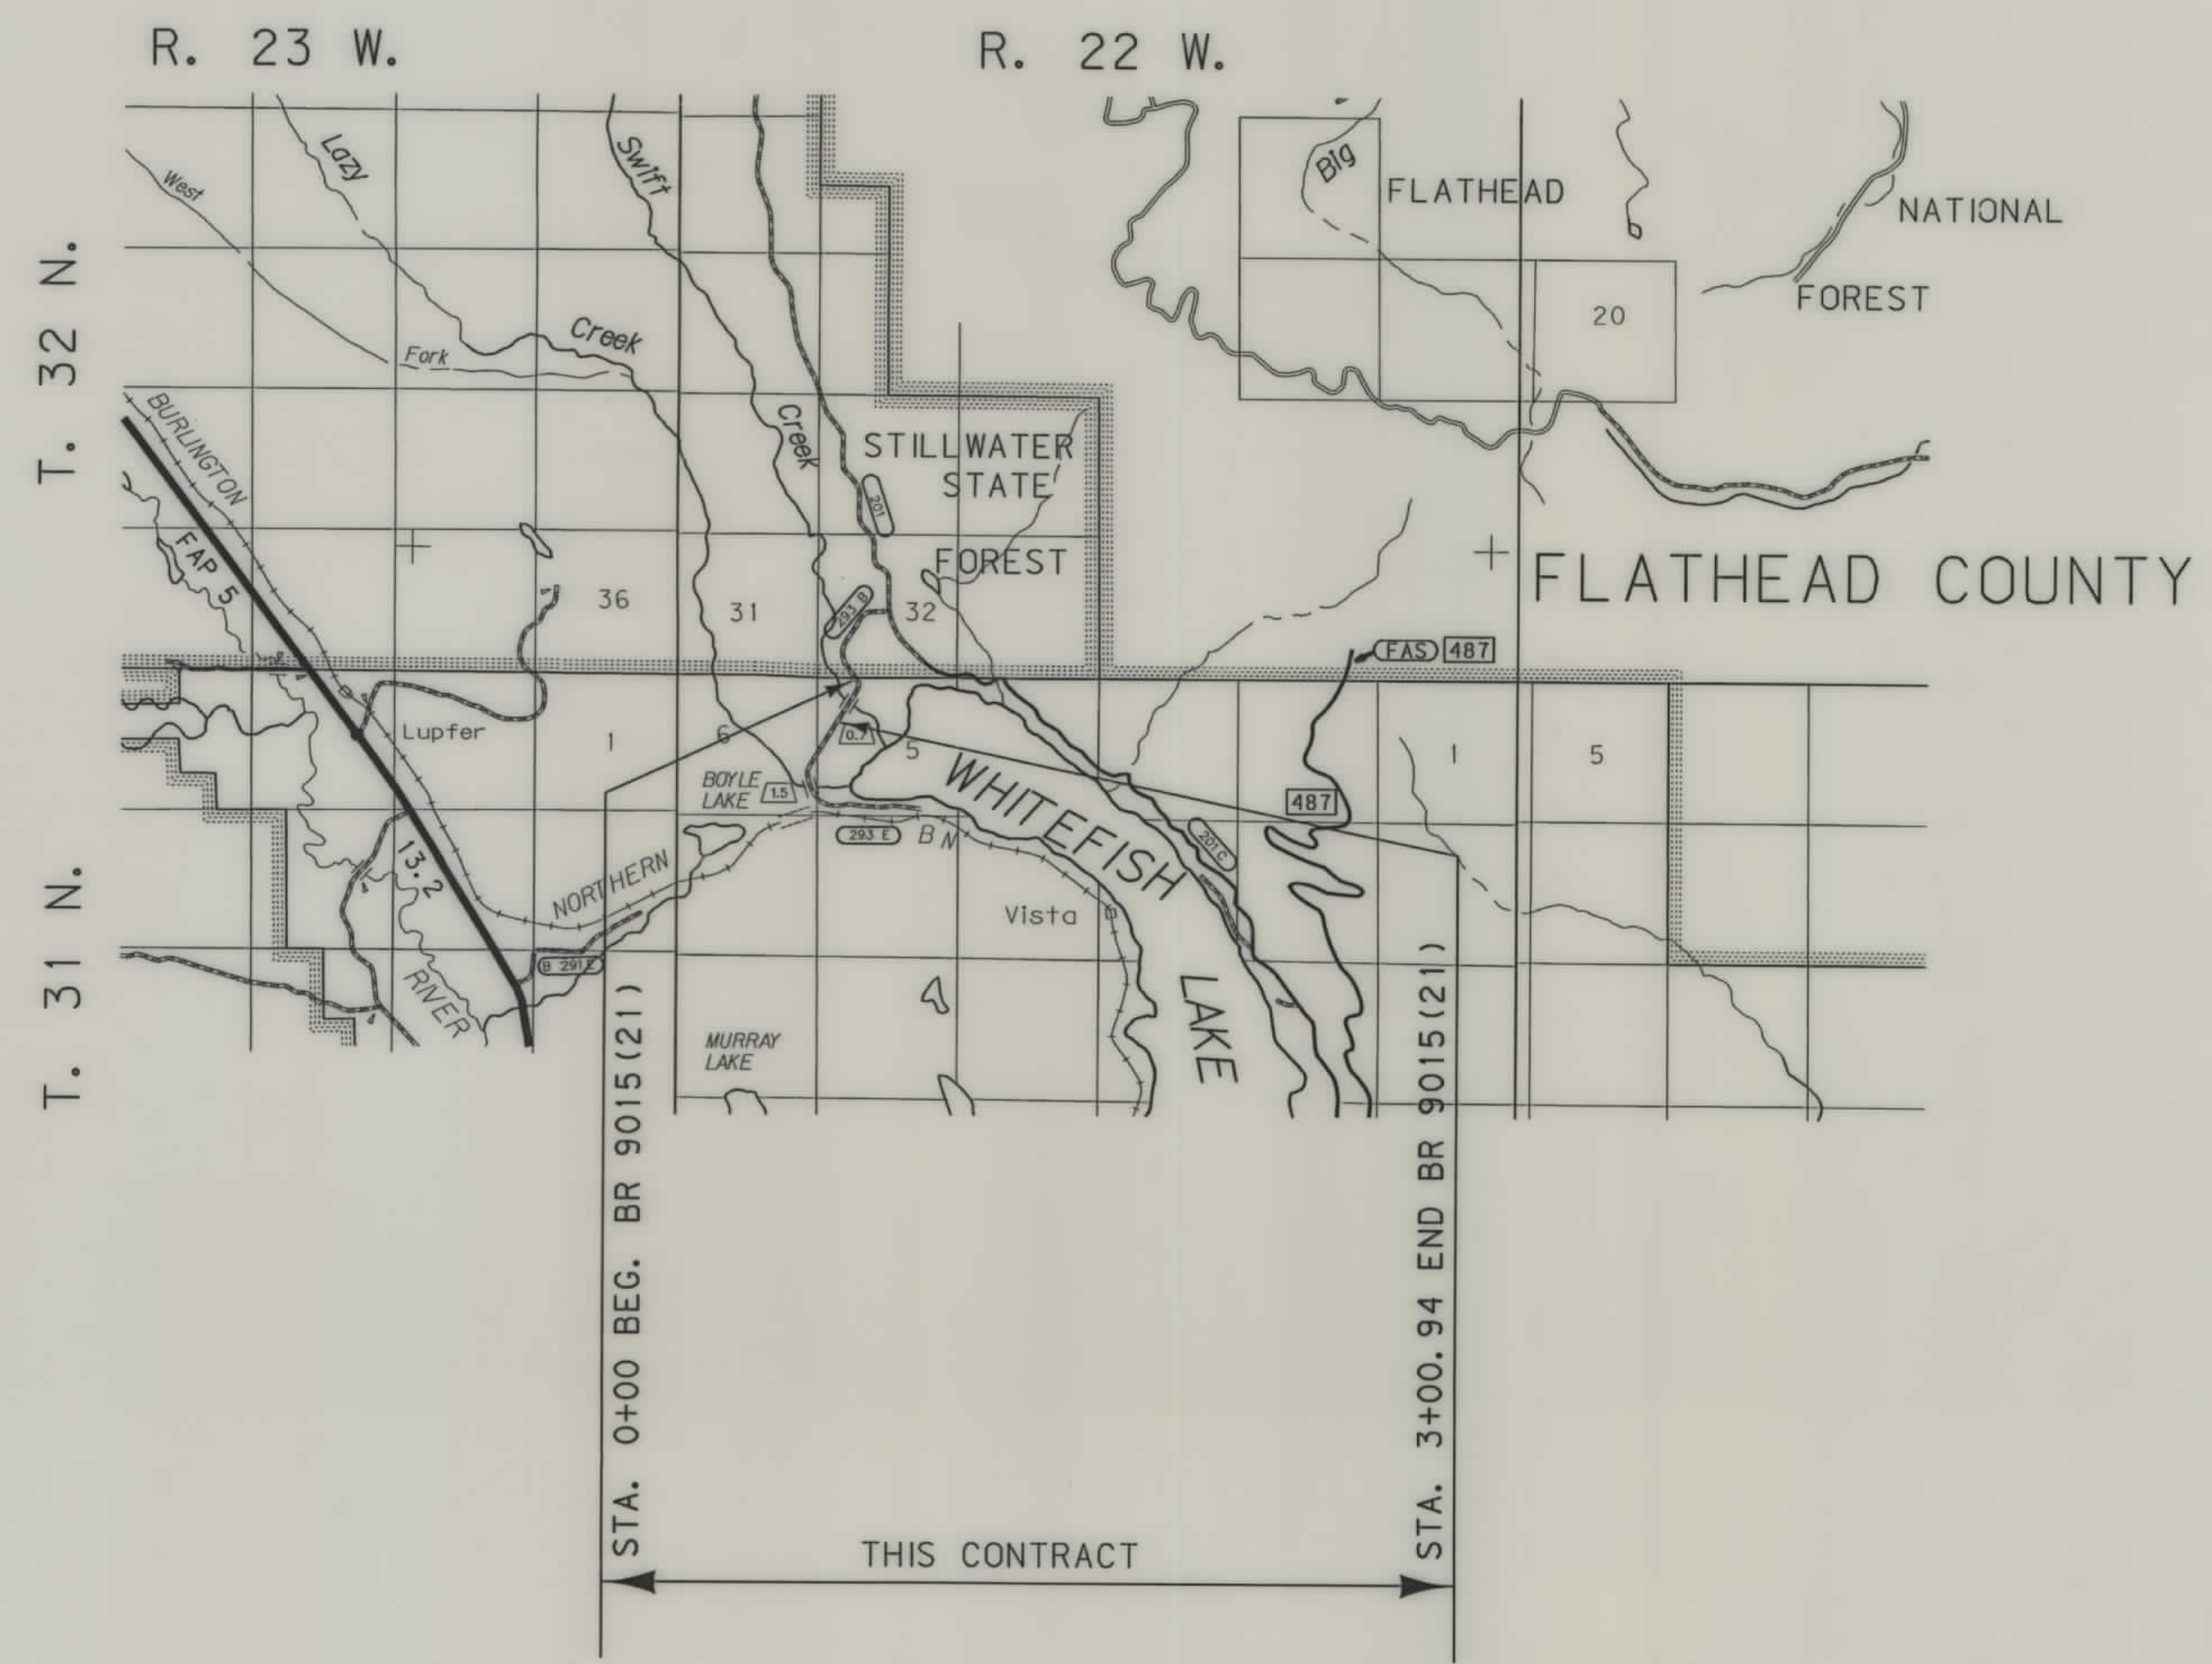 R. 23 W.
R. 22 W.
T. 32 N.
T. 31 N.
Lazy
West
Swift
Big
FLATHEAD
NATIONAL
FOREST
20
Creek
Fork
BURLINGTON
Creek
STILLWATER
STATE
FOREST
201
FAP 5
36
31
293 B
32
FLATHEAD COUNTY
FAS 487
Lupfer
1
6
0.7
5
1
5
BOYLE
LAKE
1.5
WHITEFISH
LAKE
487
293 E
BN
201 C
13.2
NORTHERN
Vista
B 291 E
RIVER
MURRAY
LAKE
STA. 0+00 BEG. BR 9015(21)
STA. 3+00.94 END BR 9015(21)
THIS CONTRACT